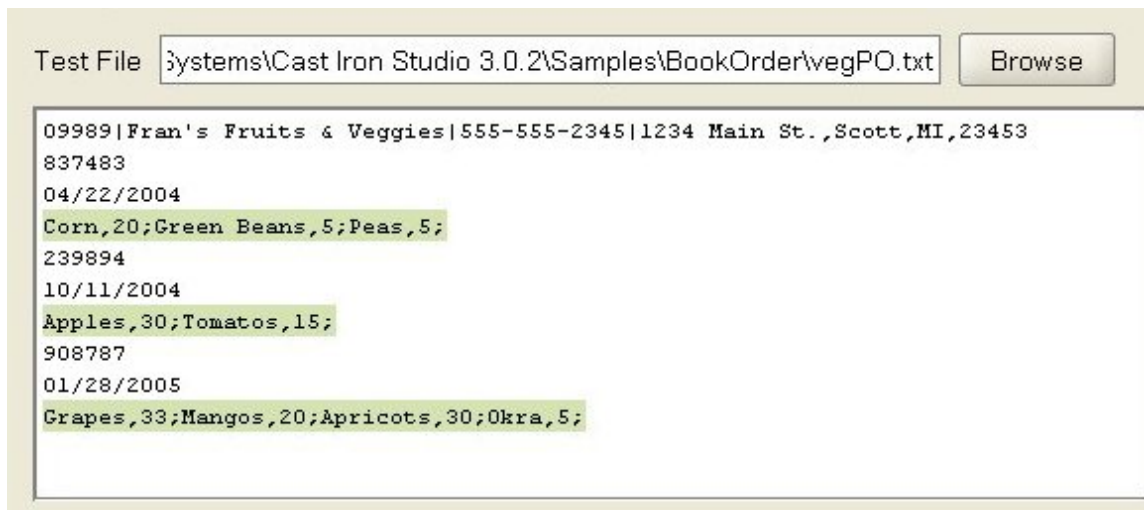 Test File Systems\Cast Iron Studio 3.0.2\Samples\BookOrder\vegPO.txt Browse
09989|Fran's Fruits & Veggies|555-555-2345|1234 Main St.,Scott,MI,23453
837483
04/22/2004
Corn,20;Green Beans,5;Peas,5;
239894
10/11/2004
Apples,30;Tomatos,15;
908787
01/28/2005
Grapes,33;Mangos,20;Apricots,30;Okra,5;